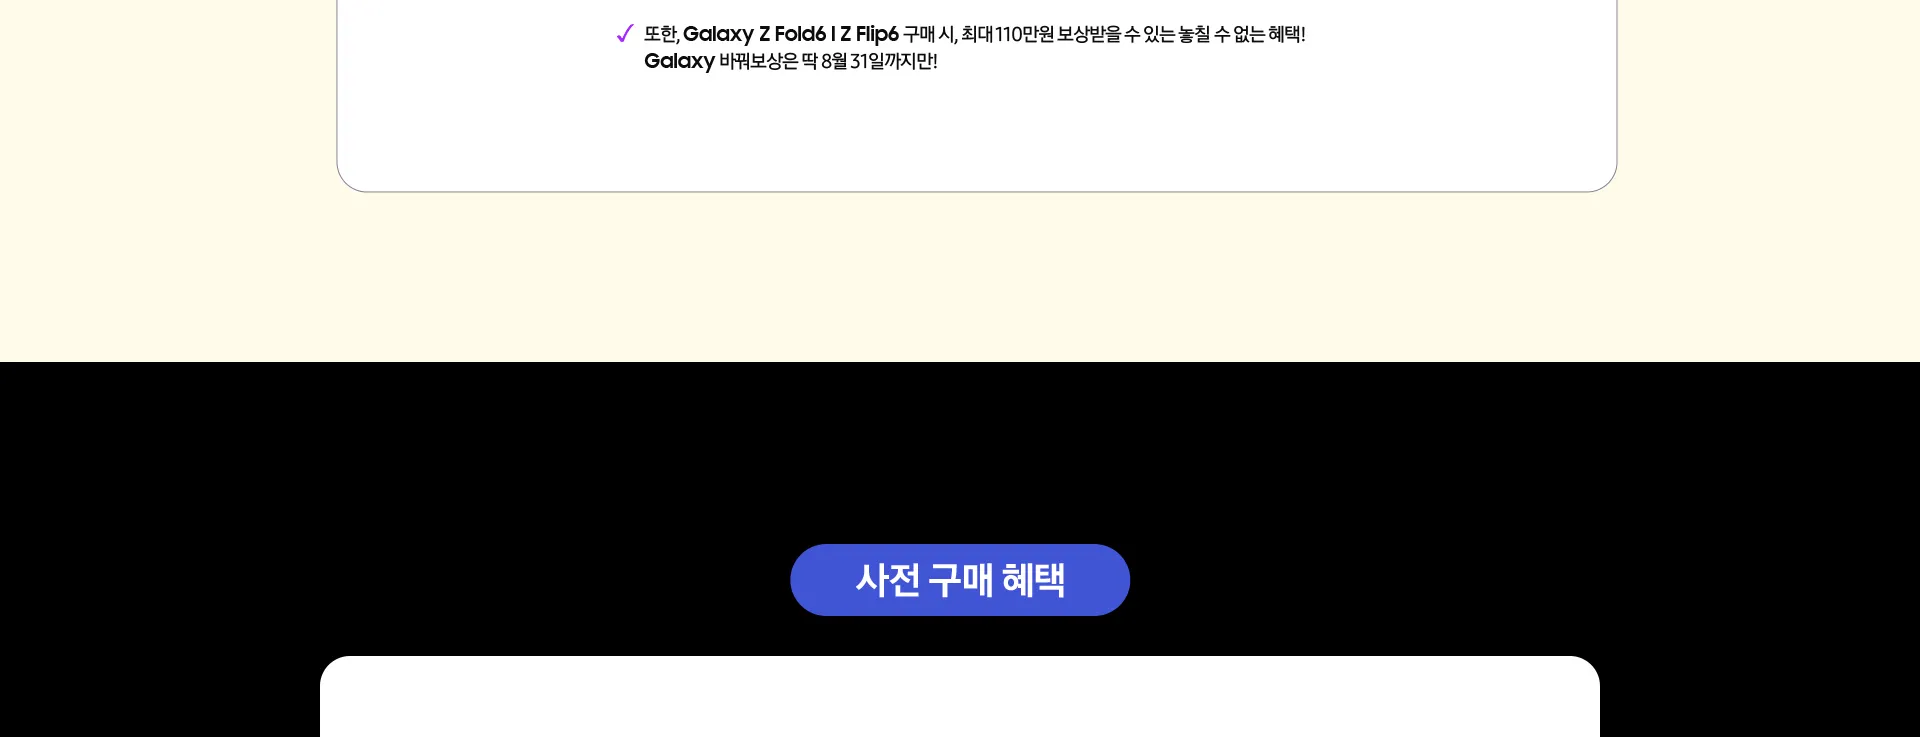 ✓ 또한, Galaxy Z Fold6 l Z Flip6 구매 시, 최대 110만원 보상받을 수 있는 놓칠 수 없는 혜택!
Galaxy 바꿔보상은 딱 8월 31일까지만!
사전 구매 혜택